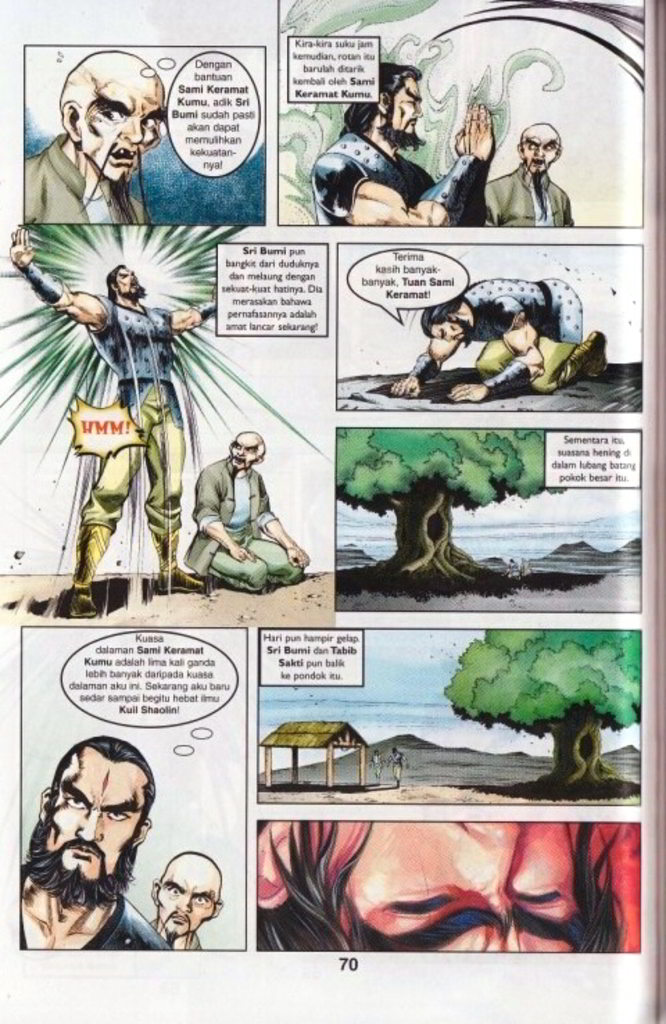 Dengan
bantuan
Sami Keramat
Kumu, adik Sri
Bumi sudah pasti
akan dapat
memulihkan
kekuatan-
nya!
Kira-kira suku jam
kemudian, rotan itu
barulah ditarik
kembali oleh Sami
Keramat Kumu.
Sri Bumi pun
bangkit dari duduknya
dan melaung dengan
sekuat-kuat hatinya. Dia
merasakan bahawa
pernafasannya adalah
amat lancar sekarang!
HMM!
Terima
kasih banyak-
banyak, Tuan Sami
Keramat!
Sementara itu,
suasana hening di
dalam lubang batang
pokok besar itu.
Kuasa
dalaman Sami Keramat
Kumu adalah lima kali ganda
lebih banyak daripada kuasa
dalaman aku ini. Sekarang aku baru
sedar sampai begitu hebat ilmu
Kuil Shaolin!
Hari pun hampir gelap.
Sri Bumi dan Tabib
Sakti pun balik
ke pondok itu.
70